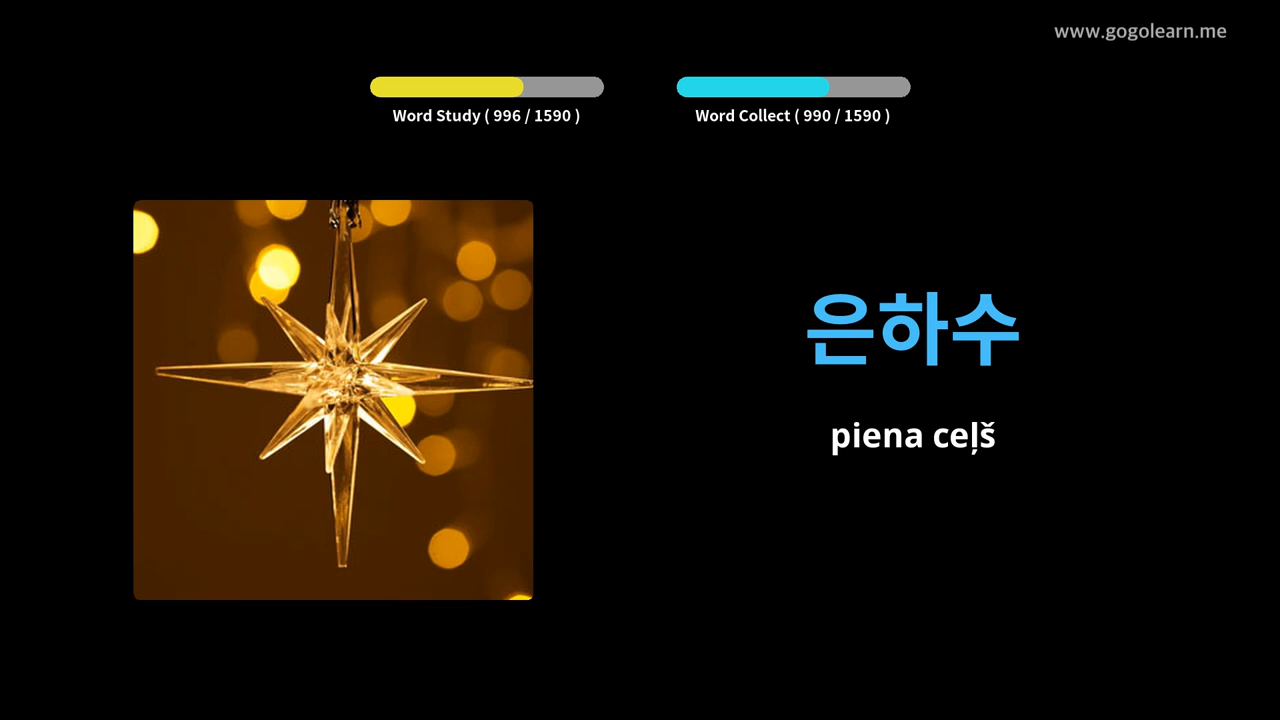 www.gogolearn.me
Word Study ( 996 / 1590 )
Word Collect ( 990 / 1590 )
은하수
piena ceļš